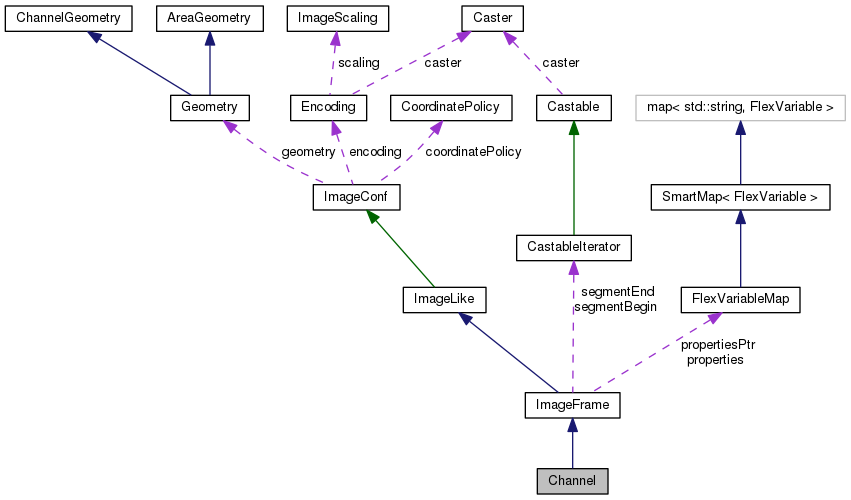 ChannelGeometry
AreaGeometry
ImageScaling
Caster
scaling
caster
caster
Geometry
Encoding
CoordinatePolicy
Castable
map< std::string, FlexVariable >
geometry
encoding
coordinatePolicy
ImageConf
SmartMap< FlexVariable >
CastableIterator
ImageLike
segmentEnd
segmentBegin
FlexVariableMap
propertiesPtr
properties
ImageFrame
Channel